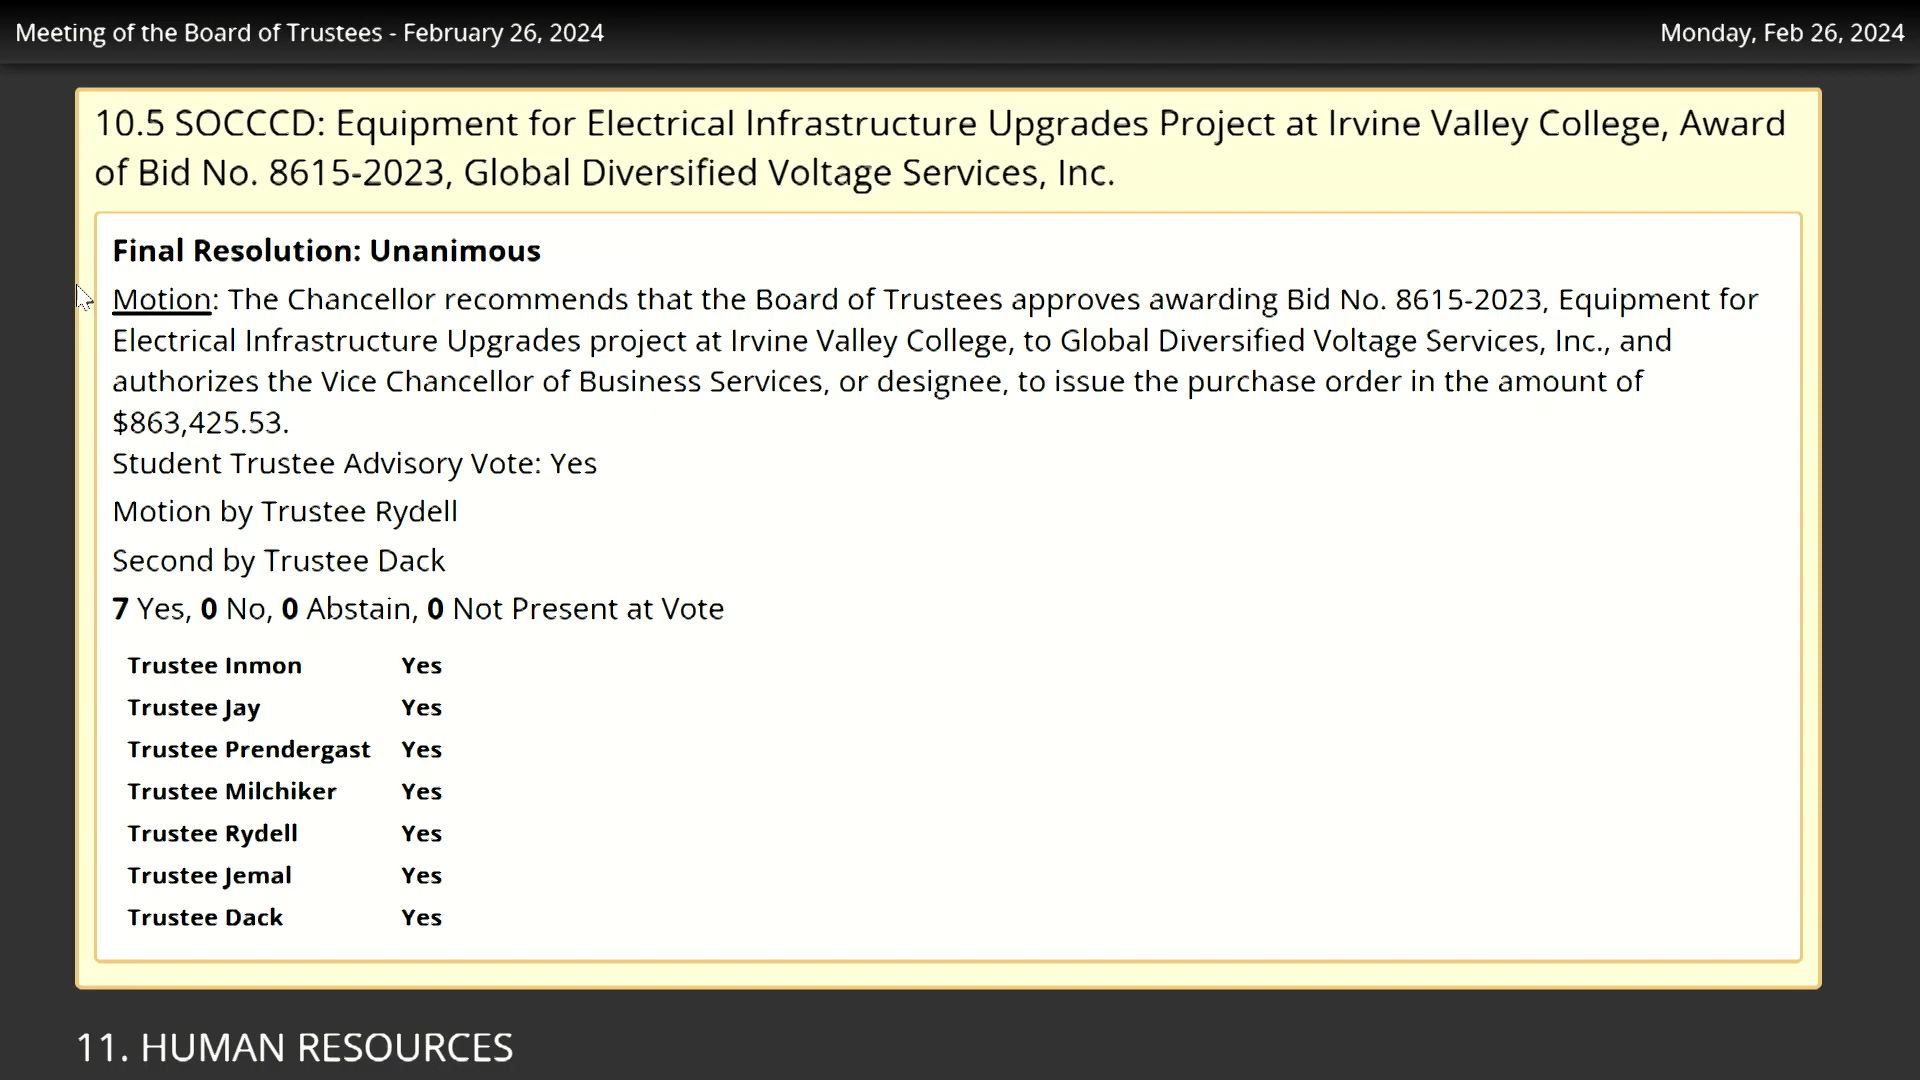 Meeting of the Board of Trustees - February 26, 2024
Monday, Feb 26, 2024
10.5 SOCCCD: Equipment for Electrical Infrastructure Upgrades Project at Irvine Valley College, Award
of Bid No. 8615-2023, Global Diversified Voltage Services, Inc.
Final Resolution: Unanimous
Motion: The Chancellor recommends that the Board of Trustees approves awarding Bid No. 8615-2023, Equipment for
Electrical Infrastructure Upgrades project at Irvine Valley College, to Global Diversified Voltage Services, Inc., and
authorizes the Vice Chancellor of Business Services, or designee, to issue the purchase order in the amount of
$863,425.53.
Student Trustee Advisory Vote: Yes
Motion by Trustee Rydell
Second by Trustee Dack
7 Yes, 0 No, 0 Abstain, 0 Not Present at Vote
Trustee Inmon Yes
Trustee Jay Yes
Trustee Prendergast Yes
Trustee Milchiker Yes
Trustee Rydell Yes
Trustee Jemal Yes
Trustee Dack Yes
11. HUMAN RESOURCES